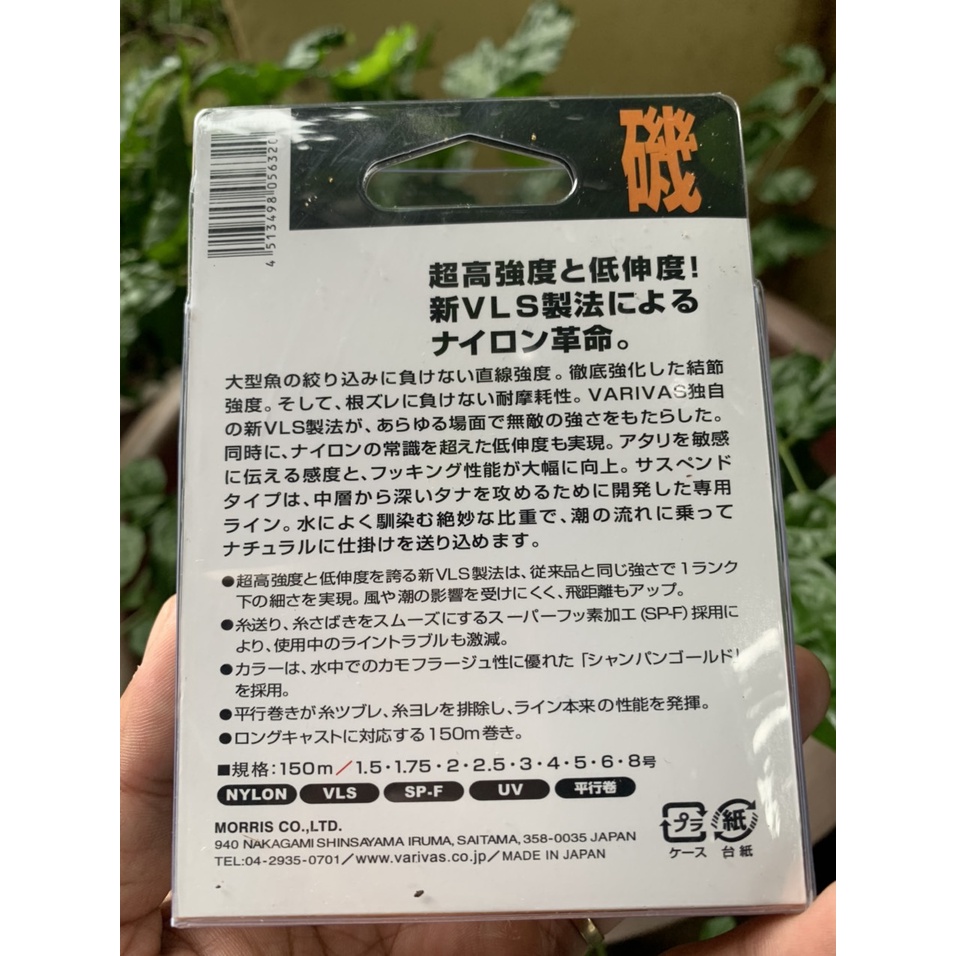 磯
4 513498 056320
超高強度と低伸度!
新VLS製法による
ナイロン革命。
大型魚の絞り込みに負けない直線強度。徹底強化した結節
強度。そして、根ズレに負けない耐摩耗性。VARIVAS独自
の新VLS製法が、あらゆる場面で無敵の強さをもたらした。
同時に、ナイロンの常識を超えた低伸度も実現。アタリを敏感
に伝える感度と、フッキング性能が大幅に向上。サスペンド
タイプは、中層から深いタナを攻めるために開発した専用
ライン。水によく馴染む絶妙な比重で、潮の流れに乗って
ナチュラルに仕掛けを送り込めます。
●超高強度と低伸度を誇る新VLS製法は、従来品と同じ強さで1ランク
下の細さを実現。風や潮の影響を受けにくく、飛距離もアップ。
●糸送り、糸さばきをスムーズにするスーパーフッ素加工(SP-F)採用に
より、使用中のライントラブルも激減。
●カラーは、水中でのカモフラージュ性に優れた「シャンパンゴールド」
を採用。
●平行巻きが糸ツブレ、糸ヨレを排除し、ライン本来の性能を発揮。
●ロングキャストに対応する150m巻き。
■規格:150m/1.5・1.75・2・2.5・3・4・5・6・8号
NYLON VLS SP-F UV 平行巻
MORRIS CO.,LTD.
940 NAKAGAMI SHINSAYAMA IRUMA, SAITAMA, 358-0035 JAPAN
TEL:04-2935-0701/www.varivas.co.jp/MADE IN JAPAN
プラ 紙
ケース 台紙